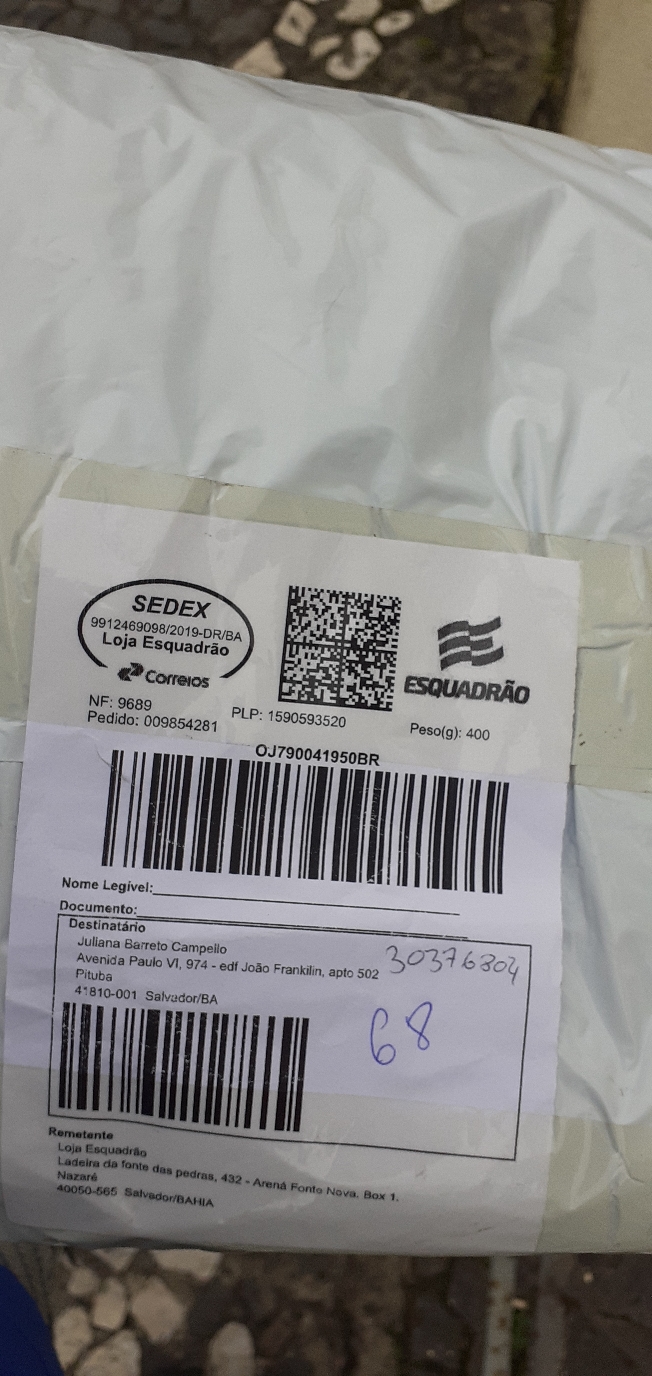 SEDEX
9912469098/2019-DR/BA
Loja Esquadrão
Correios
ESQUADRÃO
NF: 9689
Pedido: 009854281
PLP: 1590593520
Peso(g): 400
OJ790041950BR
Nome Legível:
Documento:
Destinatário
Juliana Barreto Campello
Avenida Paulo VI, 974 - edf João Frankilin, apto 502
30376304
Pituba
41810-001 Salvador/BA
68
Remetente
Loja Esquadrão
Ladeira da fonte das pedras, 432 - Arena Fonte Nova. Box 1.
Nazaré
40050-565 Salvador/BAHIA